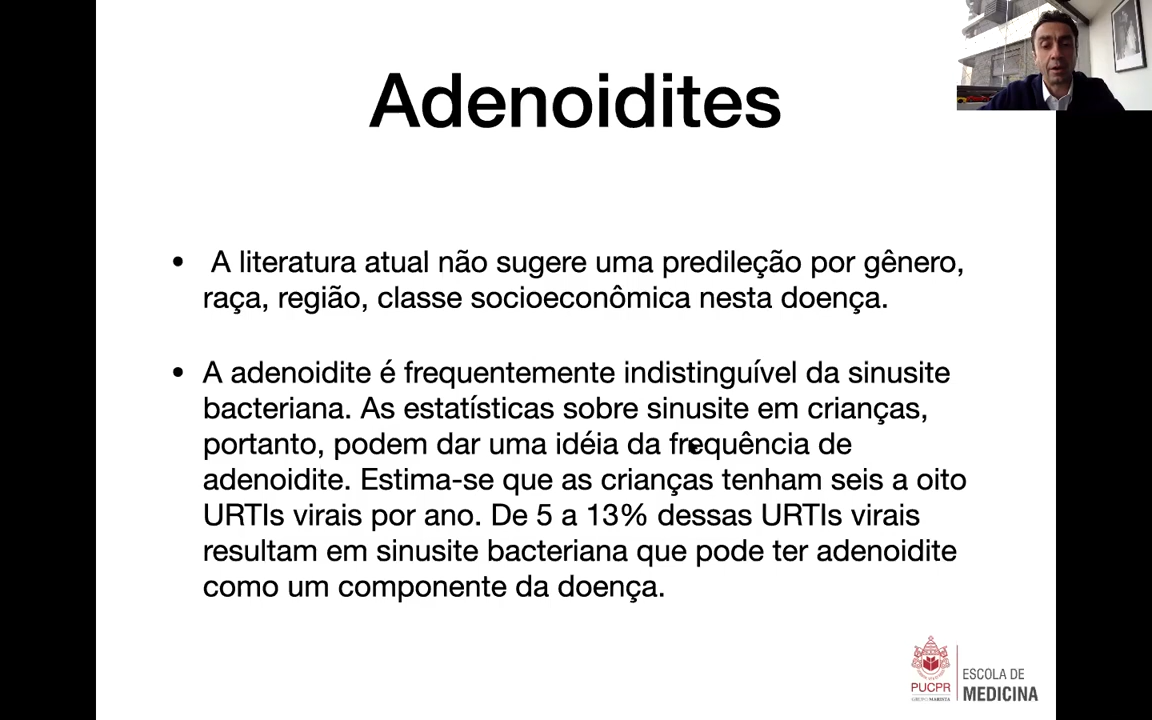 Adenoidites
• A literatura atual não sugere uma predileção por gênero,
raça, região, classe socioeconômica nesta doença.
• A adenoidite é frequentemente indistinguível da sinusite
bacteriana. As estatísticas sobre sinusite em crianças,
portanto, podem dar uma idéia da frequência de
adenoidite. Estima-se que as crianças tenham seis a oito
URTIs virais por ano. De 5 a 13% dessas URTIs virais
resultam em sinusite bacteriana que pode ter adenoidite
como um componente da doença.
PUCPR
GRUPO MARISTA
ESCOLA DE
MEDICINA